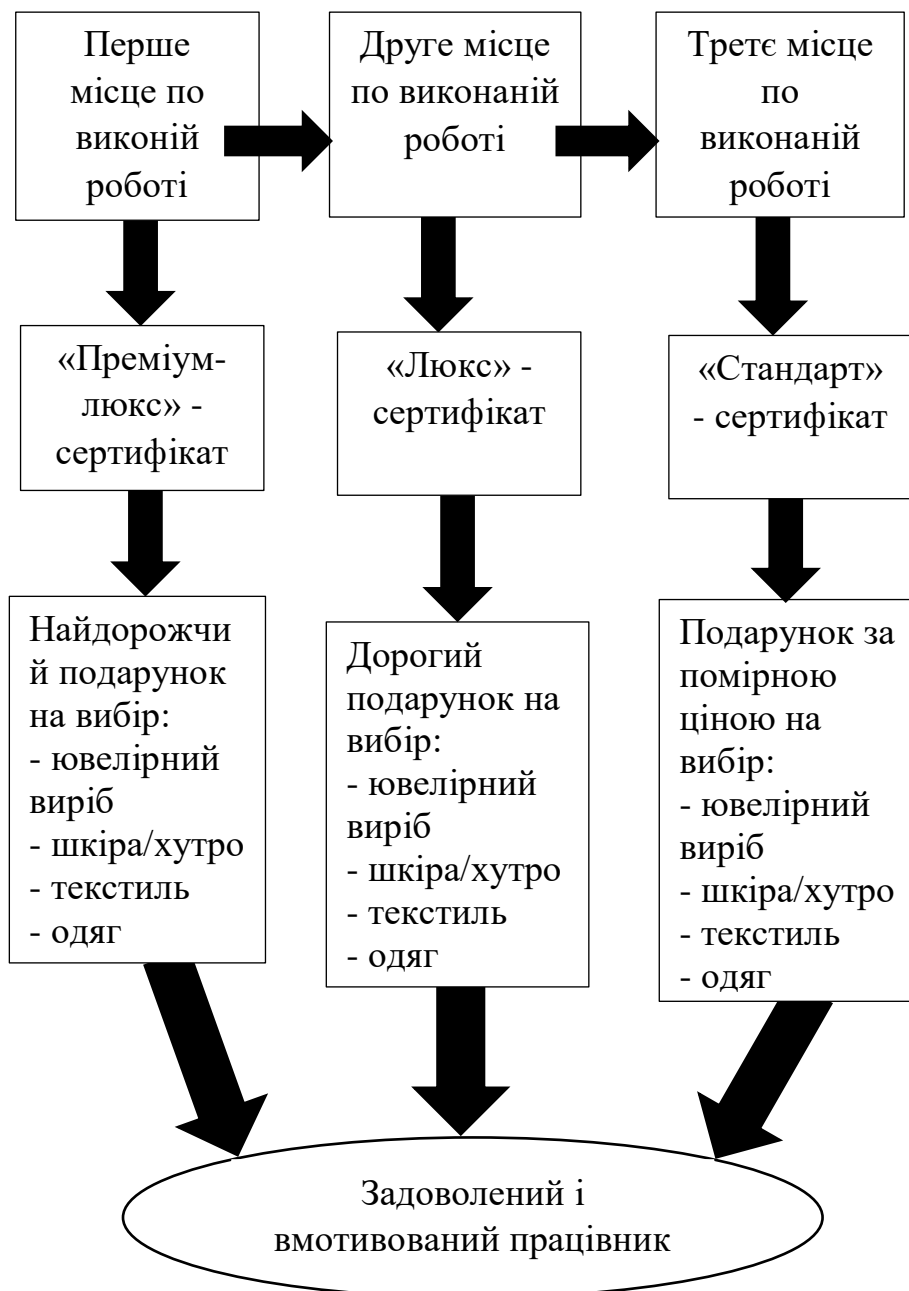 Перше
місце по
виконій
роботі
Друге місце
по виконаній
роботі
Третє місце
по
виконаній
роботі
«Преміум-
люкс» -
сертифікат
«Люкс» -
сертифікат
«Стандарт»
- сертифікат
Найдорожчи
й подарунок
на вибір:
- ювелірний
виріб
- шкіра/хутро
- текстиль
- одяг
Дорогий
подарунок на
вибір:
- ювелірний
виріб
- шкіра/хутро
- текстиль
- одяг
Подарунок за
помірною
ціною на
вибір:
- ювелірний
виріб
- шкіра/хутро
- текстиль
- одяг
Задоволений і
вмотивований працівник